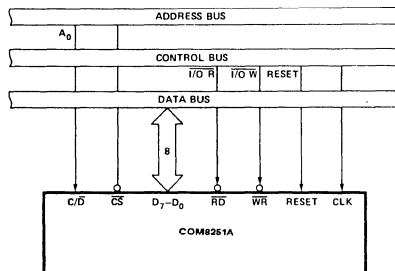 ADDRESS BUS
A0
CONTROL BUS
I/O R I/O W RESET
DATA BUS
8
C/D CS D7-D0 RD WR RESET CLK
COM8251A